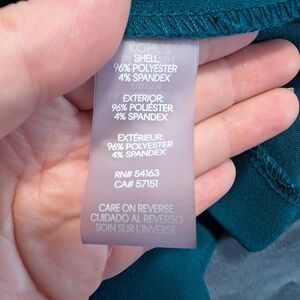 KOHL'S
SHELL:
96% POLYESTER
4% SPANDEX
EXTERIOR:
96% POLIÉSTER
4% SPANDEX
EXTÉRIEUR:
96% POLYESTER
4% SPANDEX
RN# 54163
CA# 57151
CARE ON REVERSE
CUIDADO AL REVERSO
SOIN SUR L'INVERSE